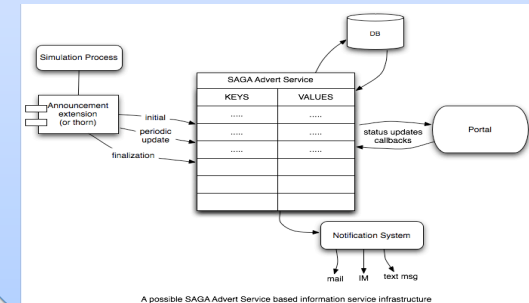 DB
Simulation Process
SAGA Advert Service
KEYS VALUES
Announcement
extension
(or thorn)
initial
periodic
update
finalization
..... .....
..... .....
..... .....
status updates
callbacks
Portal
Notification System
mail IM text msg
A possible SAGA Advert Service based information service infrastructure